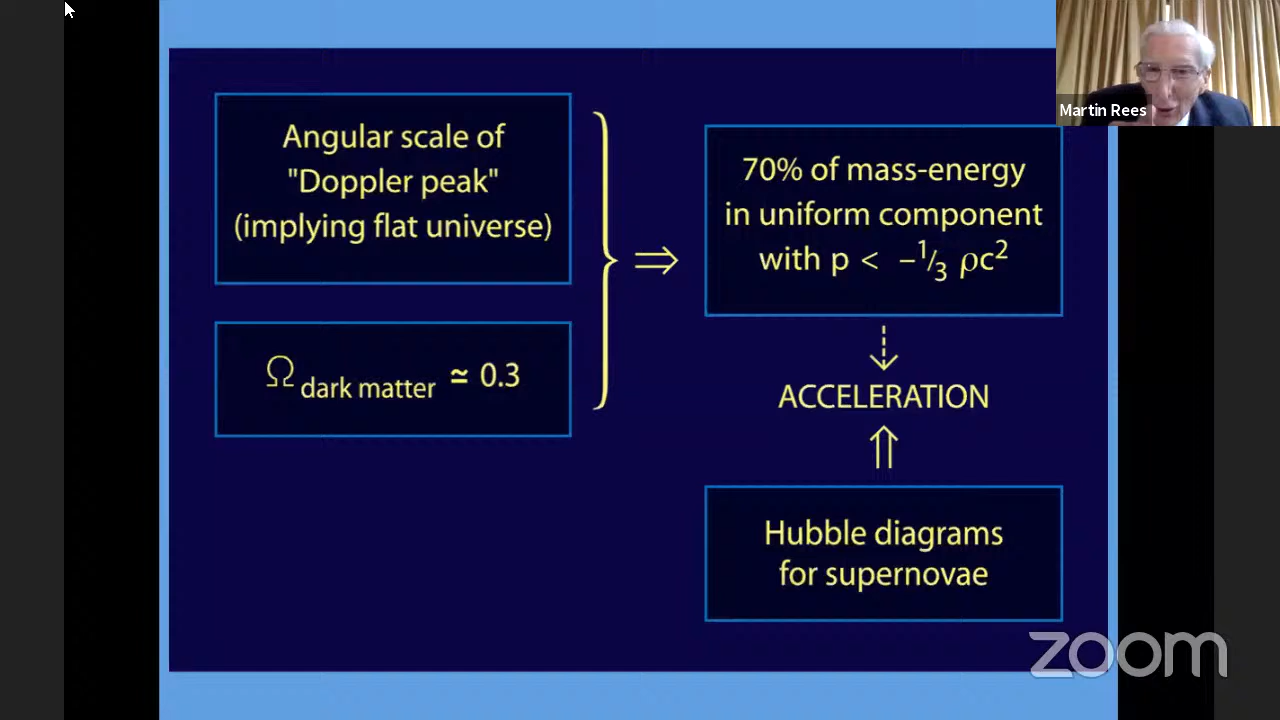 Angular scale of
"Doppler peak"
(implying flat universe)
Ω dark matter ≃ 0.3
⇒
70% of mass-energy
in uniform component
with p < –1/3 ρc²
ACCELERATION
⇑
Hubble diagrams
for supernovae
Martin Rees
zoom